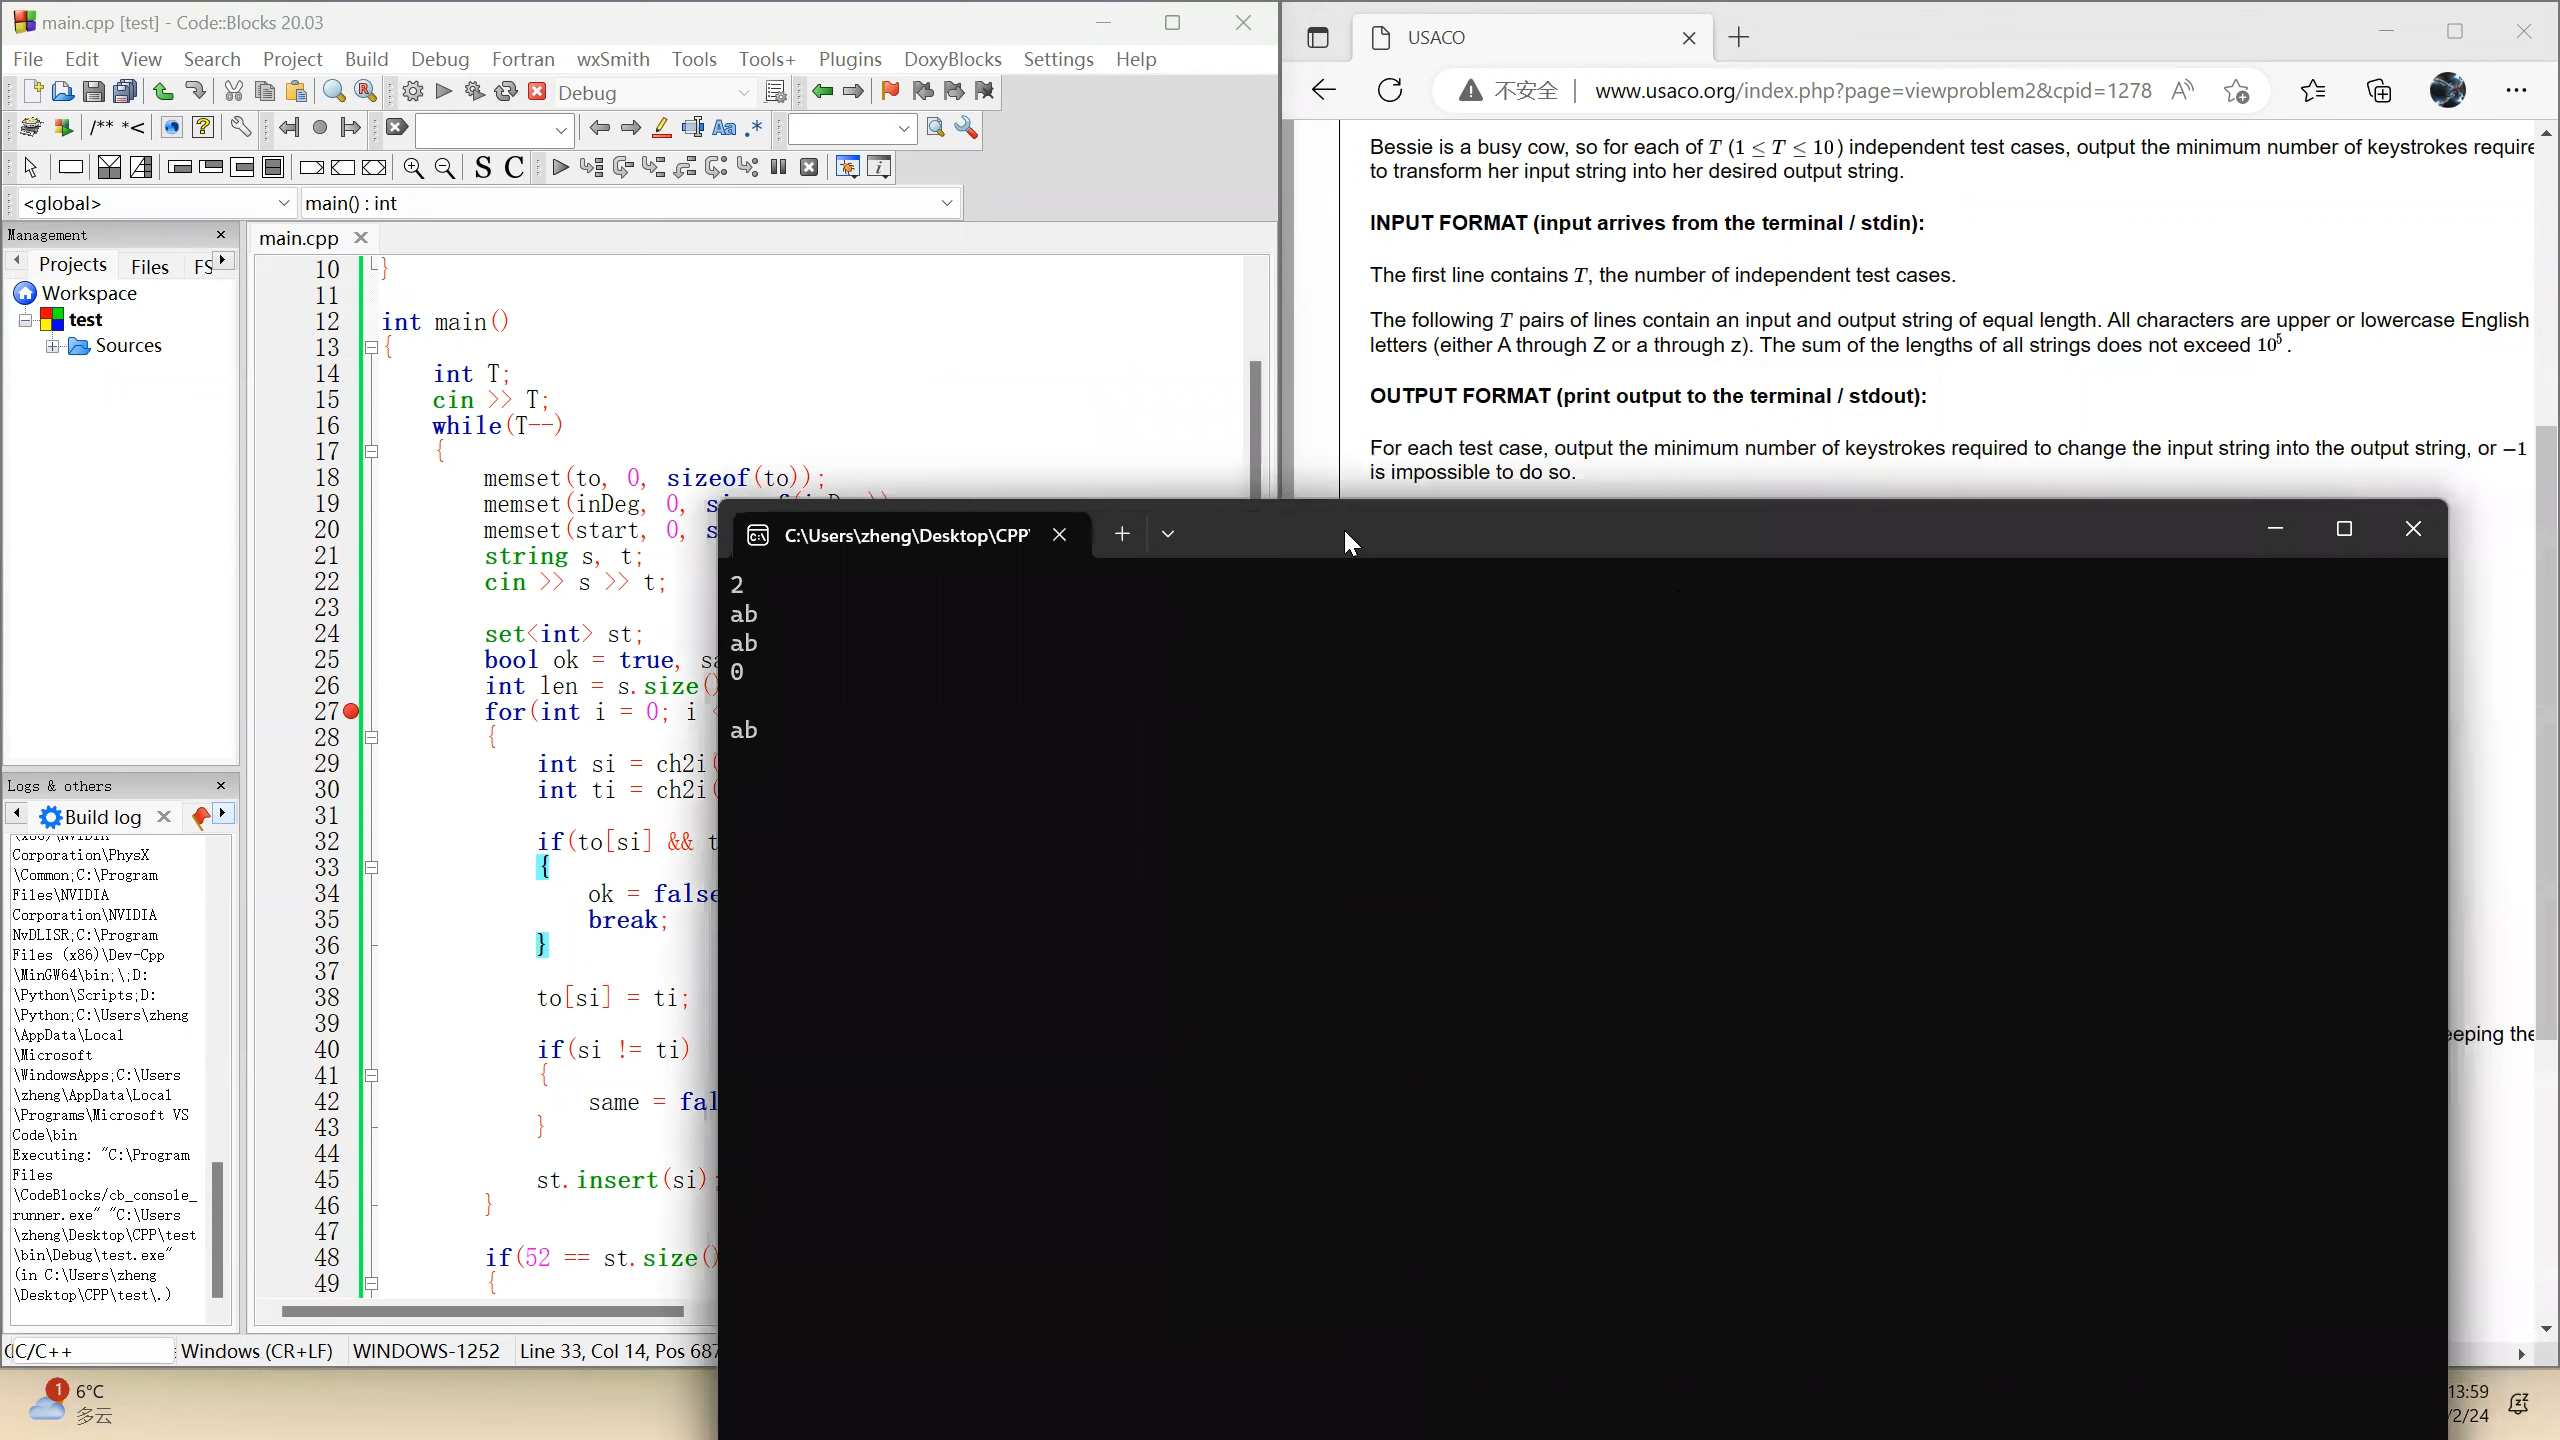 main.cpp [test] - Code::Blocks 20.03
File Edit View Search Project Build Debug Fortran wxSmith Tools Tools+ Plugins DoxyBlocks Settings Help
Debug
/** *<
Aa .*
S C
<global>
main() : int
Management
Projects Files FS
Workspace
test
Sources
main.cpp
10 }
11
12 int main()
13 {
14 int T;
15 cin >> T;
16 while(T--)
17 {
18 memset(to, 0, sizeof(to));
19 memset(inDeg, 0, sizeof(inDeg));
20 memset(start, 0, s
21 string s, t;
22 cin >> s >> t;
23
24 set<int> st;
25 bool ok = true, sa
26 int len = s.size()
27 for(int i = 0; i <
28 {
29 int si = ch2i(
30 int ti = ch2i(
31
32 if(to[si] && t
33 {
34 ok = false
35 break;
36 }
37
38 to[si] = ti;
39
40 if(si != ti)
41 {
42 same = fal
43 }
44
45 st.insert(si);
46 }
47
48 if(52 == st.size()
49 {
Logs & others
Build log
(x86)\NVIDIA
Corporation\PhysX
\Common;C:\Program
Files\NVIDIA
Corporation\NVIDIA
NvDLISR;C:\Program
Files (x86)\Dev-Cpp
\MinGW64\bin;\;D:
\Python\Scripts;D:
\Python;C:\Users\zheng
\AppData\Local
\Microsoft
\WindowsApps;C:\Users
\zheng\AppData\Local
\Programs\Microsoft VS
Code\bin
Executing: "C:\Program
Files
\CodeBlocks/cb_console_
runner.exe" "C:\Users
\zheng\Desktop\CPP\test
\bin\Debug\test.exe"
(in C:\Users\zheng
\Desktop\CPP\test\.)
C/C++ Windows (CR+LF) WINDOWS-1252 Line 33, Col 14, Pos 687
1
6°C
多云
USACO
不安全 www.usaco.org/index.php?page=viewproblem2&cpid=1278
Bessie is a busy cow, so for each of T (1 ≤ T ≤ 10) independent test cases, output the minimum number of keystrokes require
to transform her input string into her desired output string.
INPUT FORMAT (input arrives from the terminal / stdin):
The first line contains T, the number of independent test cases.
The following T pairs of lines contain an input and output string of equal length. All characters are upper or lowercase English
letters (either A through Z or a through z). The sum of the lengths of all strings does not exceed 10⁵.
OUTPUT FORMAT (print output to the terminal / stdout):
For each test case, output the minimum number of keystrokes required to change the input string into the output string, or −1
is impossible to do so.
C:\Users\zheng\Desktop\CPP\
2
ab
ab
0
ab
eeping the
13:59
/2/24